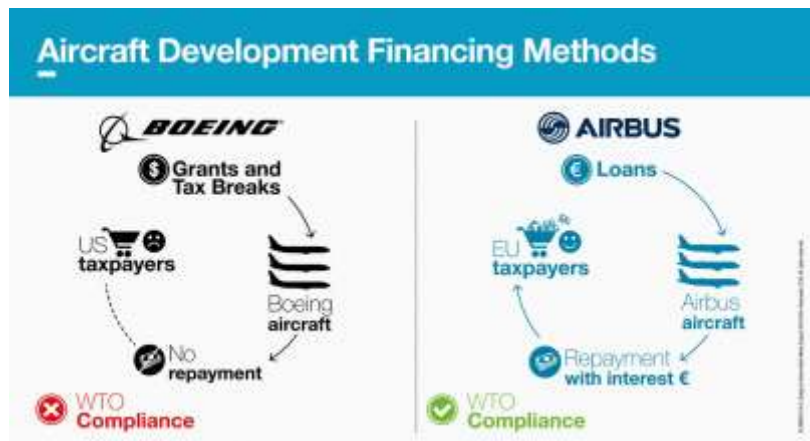 Aircraft Development Financing Methods
BOEING
$ Grants and
Tax Breaks
US
taxpayers
Boeing
aircraft
No
repayment
WTO
Compliance
AIRBUS
€ Loans
EU
taxpayers
Airbus
aircraft
Repayment
with interest €
WTO
Compliance